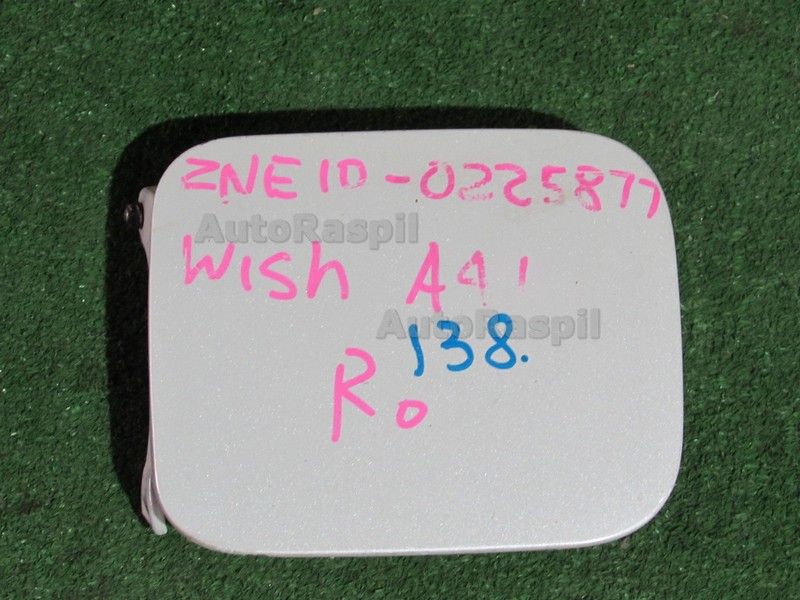 ZNE10-0225877
AutoRaspil
Wish A41
AutoRaspil
138.
Ro